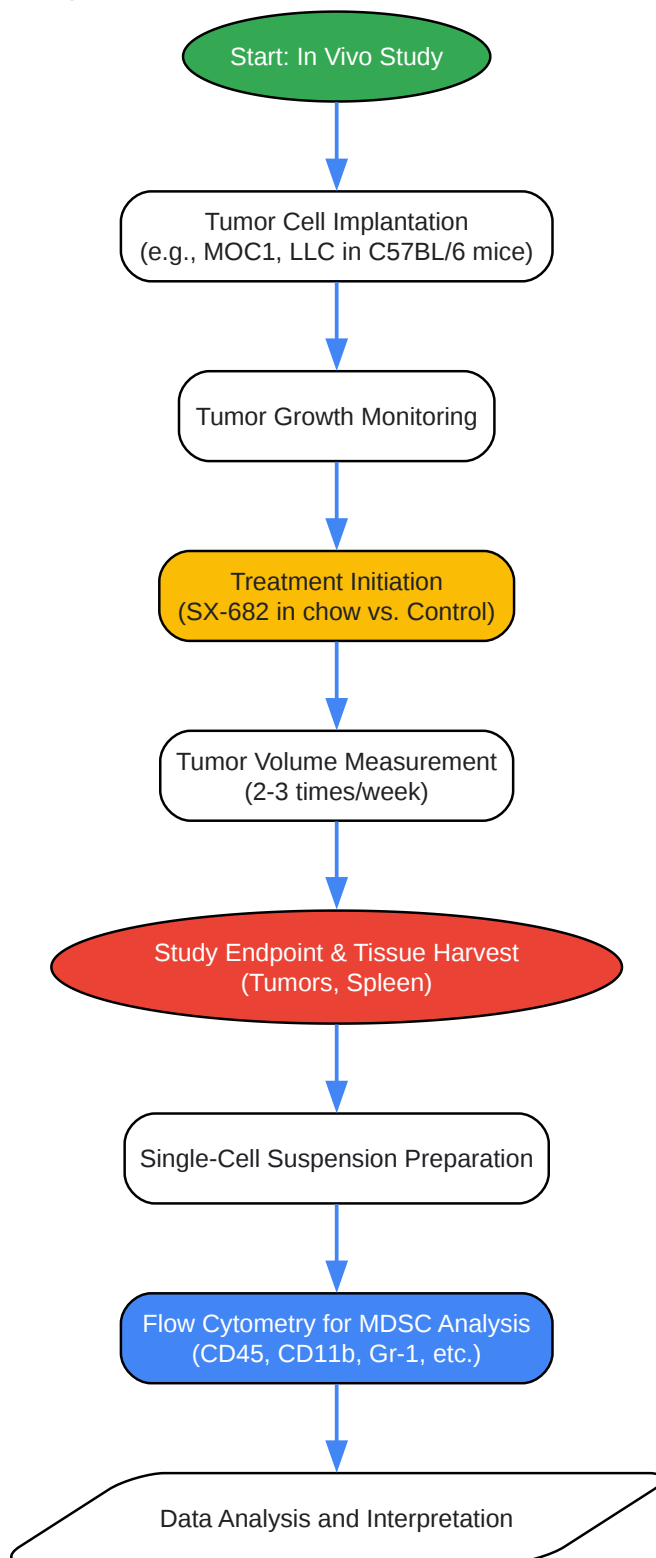 Start: In Vivo Study
Tumor Cell Implantation
(e.g., MOC1, LLC in C57BL/6 mice)
Tumor Growth Monitoring
Treatment Initiation
(SX-682 in chow vs. Control)
Tumor Volume Measurement
(2-3 times/week)
Study Endpoint & Tissue Harvest
(Tumors, Spleen)
Single-Cell Suspension Preparation
Flow Cytometry for MDSC Analysis
(CD45, CD11b, Gr-1, etc.)
Data Analysis and Interpretation